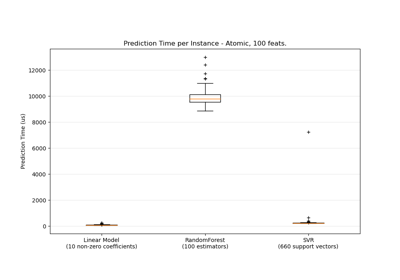 Prediction Time per Instance - Atomic, 100 feats.
Prediction Time (us)
12000
10000
8000
6000
4000
2000
0
Linear Model
(10 non-zero coefficients)
RandomForest
(100 estimators)
SVR
(660 support vectors)